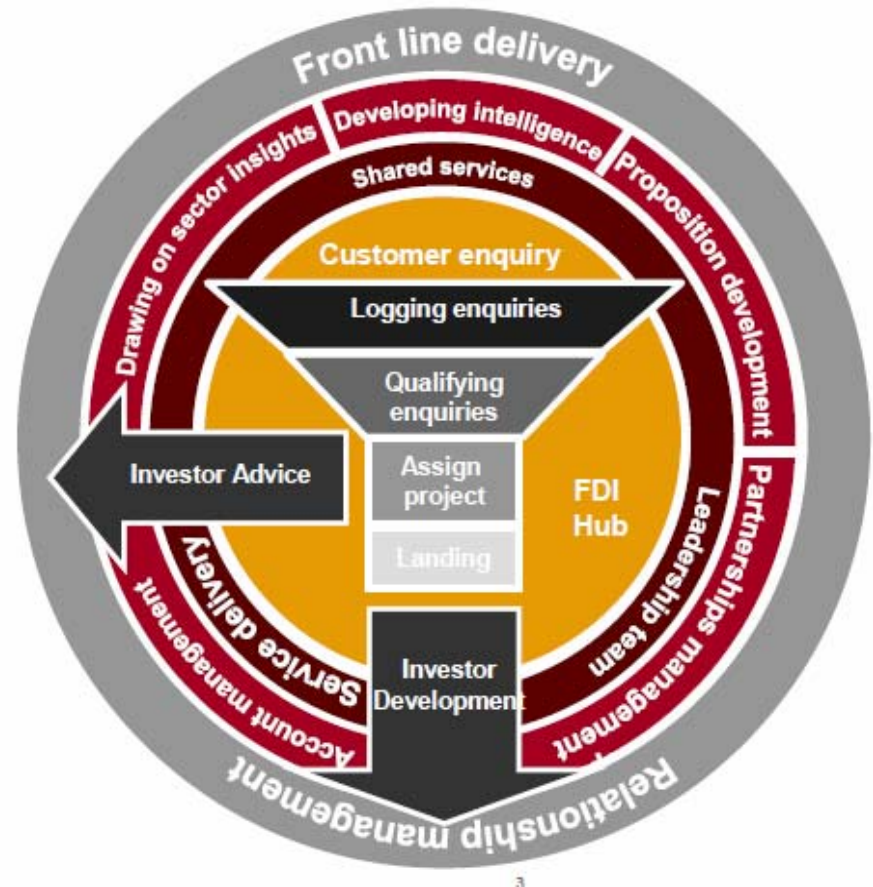 Front line delivery
Developing intelligence
Drawing on sector insights
Proposition development
Shared services
Customer enquiry
Logging enquiries
Qualifying
enquiries
Investor Advice
Assign
project
FDI
Hub
Landing
Service delivery
Leadership team
Partnerships management
Account management
Investor
Development
Relationship management
3